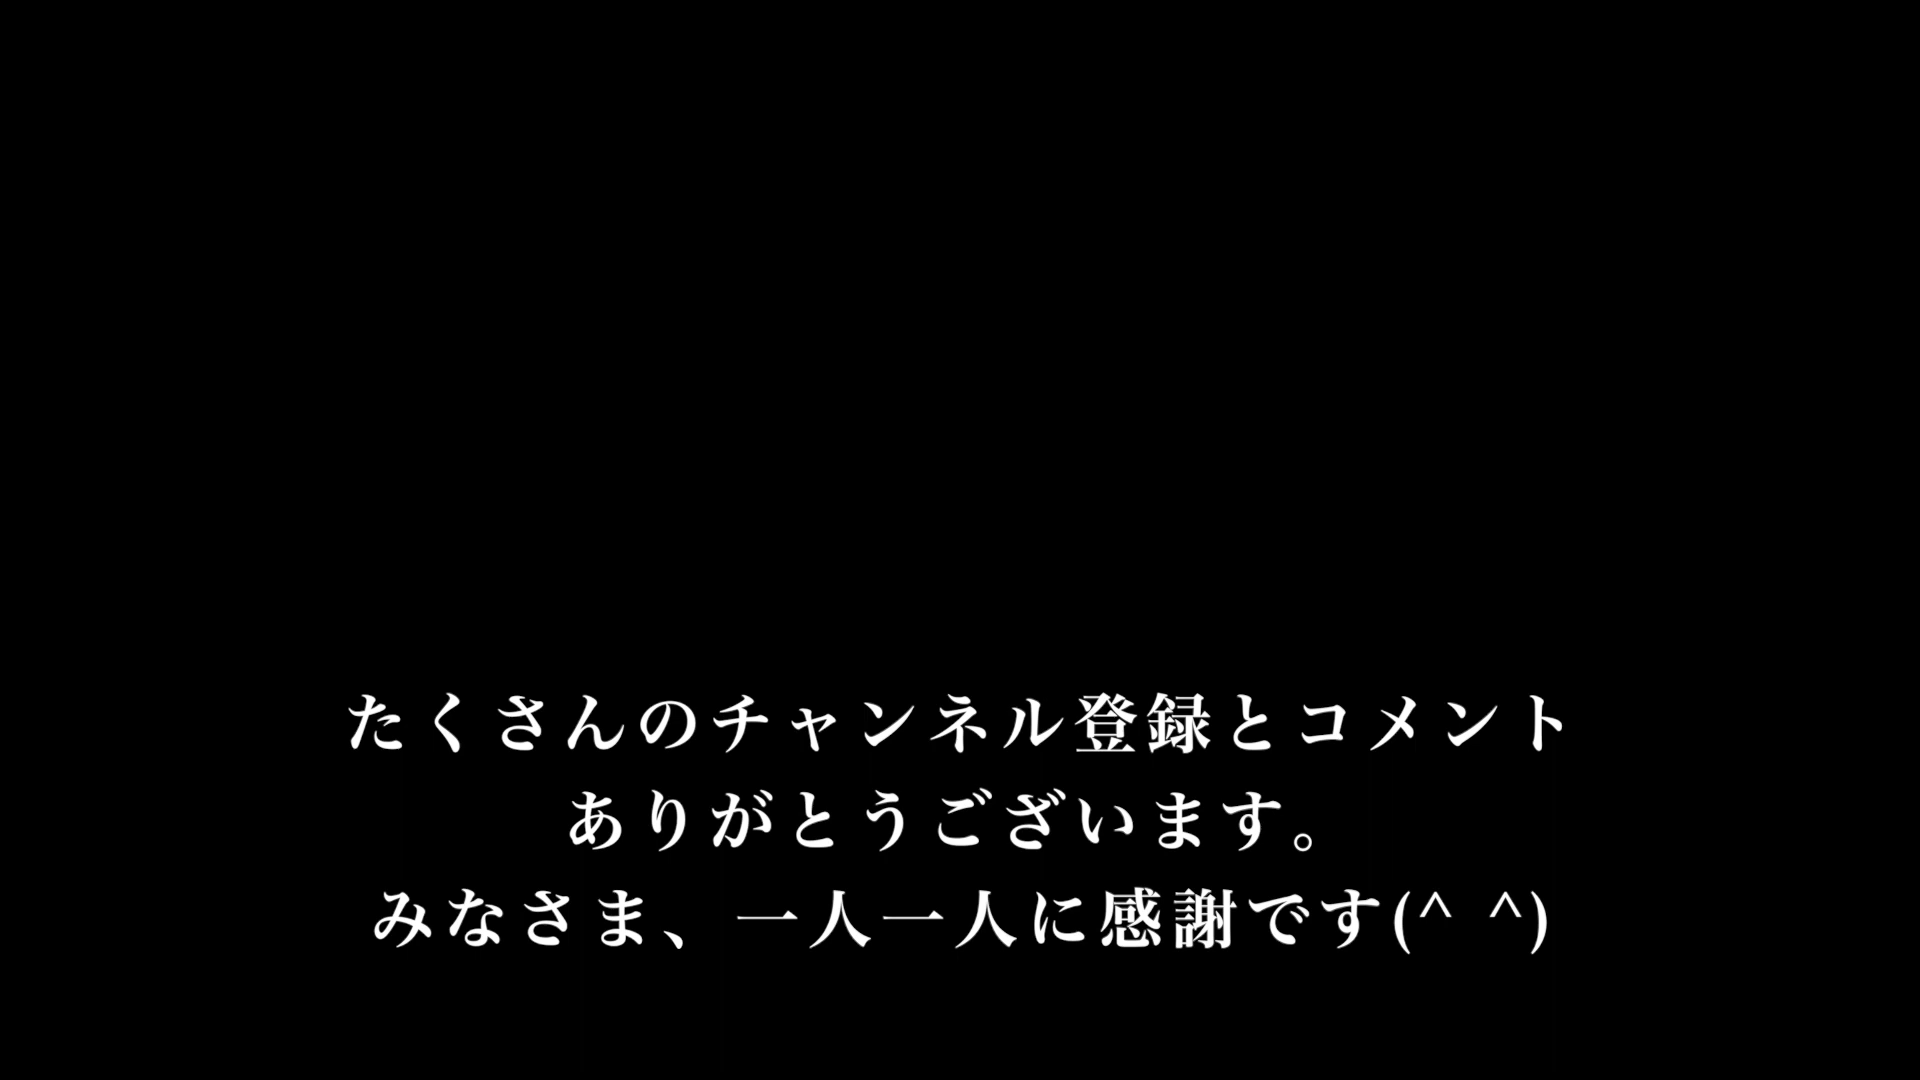 たくさんのチャンネル登録とコメント
ありがとうございます。
みなさま、一人一人に感謝です(^ ^)